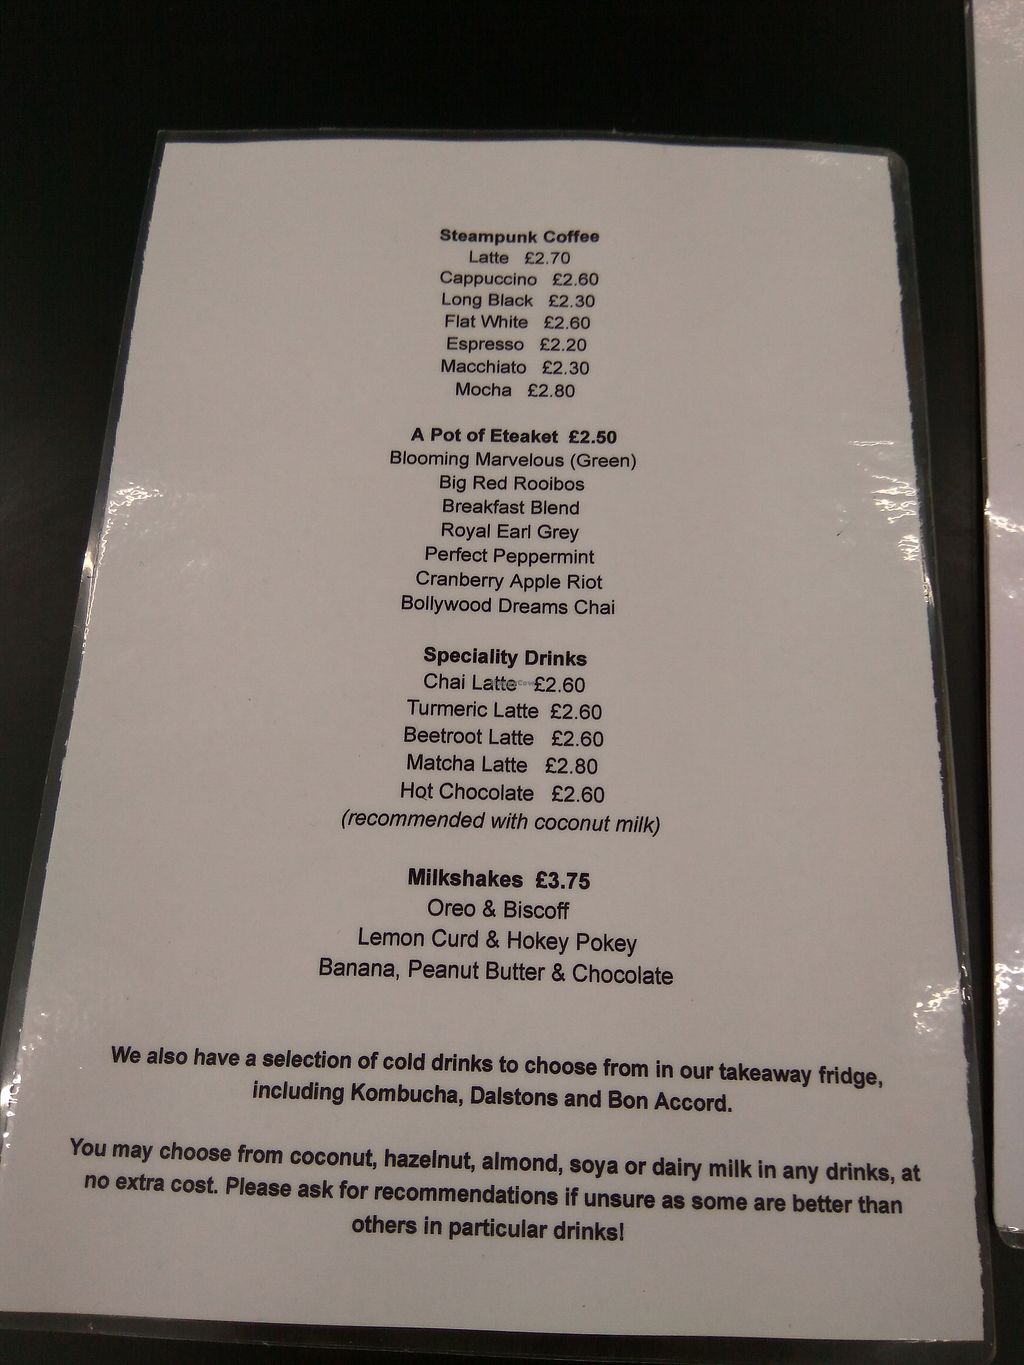 Steampunk Coffee
Latte £2.70
Cappuccino £2.60
Long Black £2.30
Flat White £2.60
Espresso £2.20
Macchiato £2.30
Mocha £2.80
A Pot of Eteaket £2.50
Blooming Marvelous (Green)
Big Red Rooibos
Breakfast Blend
Royal Earl Grey
Perfect Peppermint
Cranberry Apple Riot
Bollywood Dreams Chai
Speciality Drinks
Chai Latte £2.60
Turmeric Latte £2.60
Beetroot Latte £2.60
Matcha Latte £2.80
Hot Chocolate £2.60
(recommended with coconut milk)
Milkshakes £3.75
Oreo & Biscoff
Lemon Curd & Hokey Pokey
Banana, Peanut Butter & Chocolate
We also have a selection of cold drinks to choose from in our takeaway fridge,
including Kombucha, Dalstons and Bon Accord.
You may choose from coconut, hazelnut, almond, soya or dairy milk in any drinks, at
no extra cost. Please ask for recommendations if unsure as some are better than
others in particular drinks!